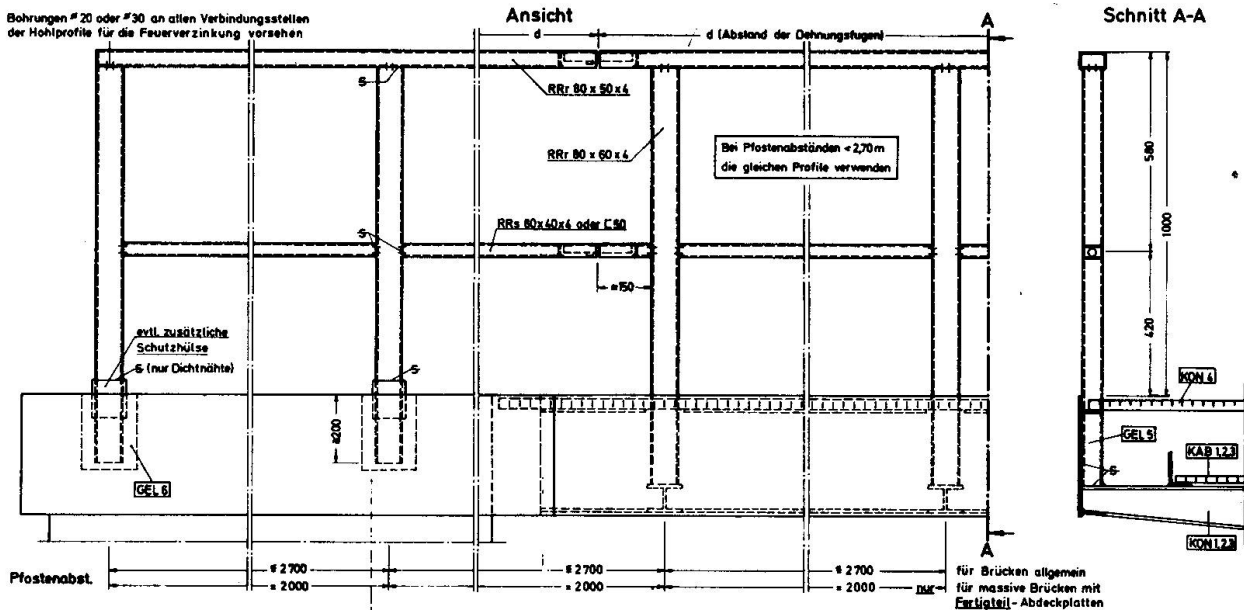 Bohrungen ≠ 20 oder ≠ 30 an allen Verbindungsstellen
der Hohlprofile für die Feuerverzinkung vorsehen
Ansicht
A
Schnitt A-A
d
d (Abstand der Dehnungsfugen)
RRr 80 x 50 x 4
RRr 80 x 60 x 4
Bei Pfostenabständen < 2,70 m
die gleichen Profile verwenden
580
1000
RRs 60x40x4 oder C 50
≈150
420
evtl. zusätzliche
Schutzhülse
(nur Dichtnähte)
KON 4
≥200
GEL 5
KAB 1,2,3
GEL 6
KON 1,2,3
A
Pfostenabst.
≤ 2700
≤ 2700
≤ 2700
für Brücken allgemein
≤ 2000
≤ 2000
≤ 2000
nur
für massive Brücken mit
Fertigteil - Abdeckplatten